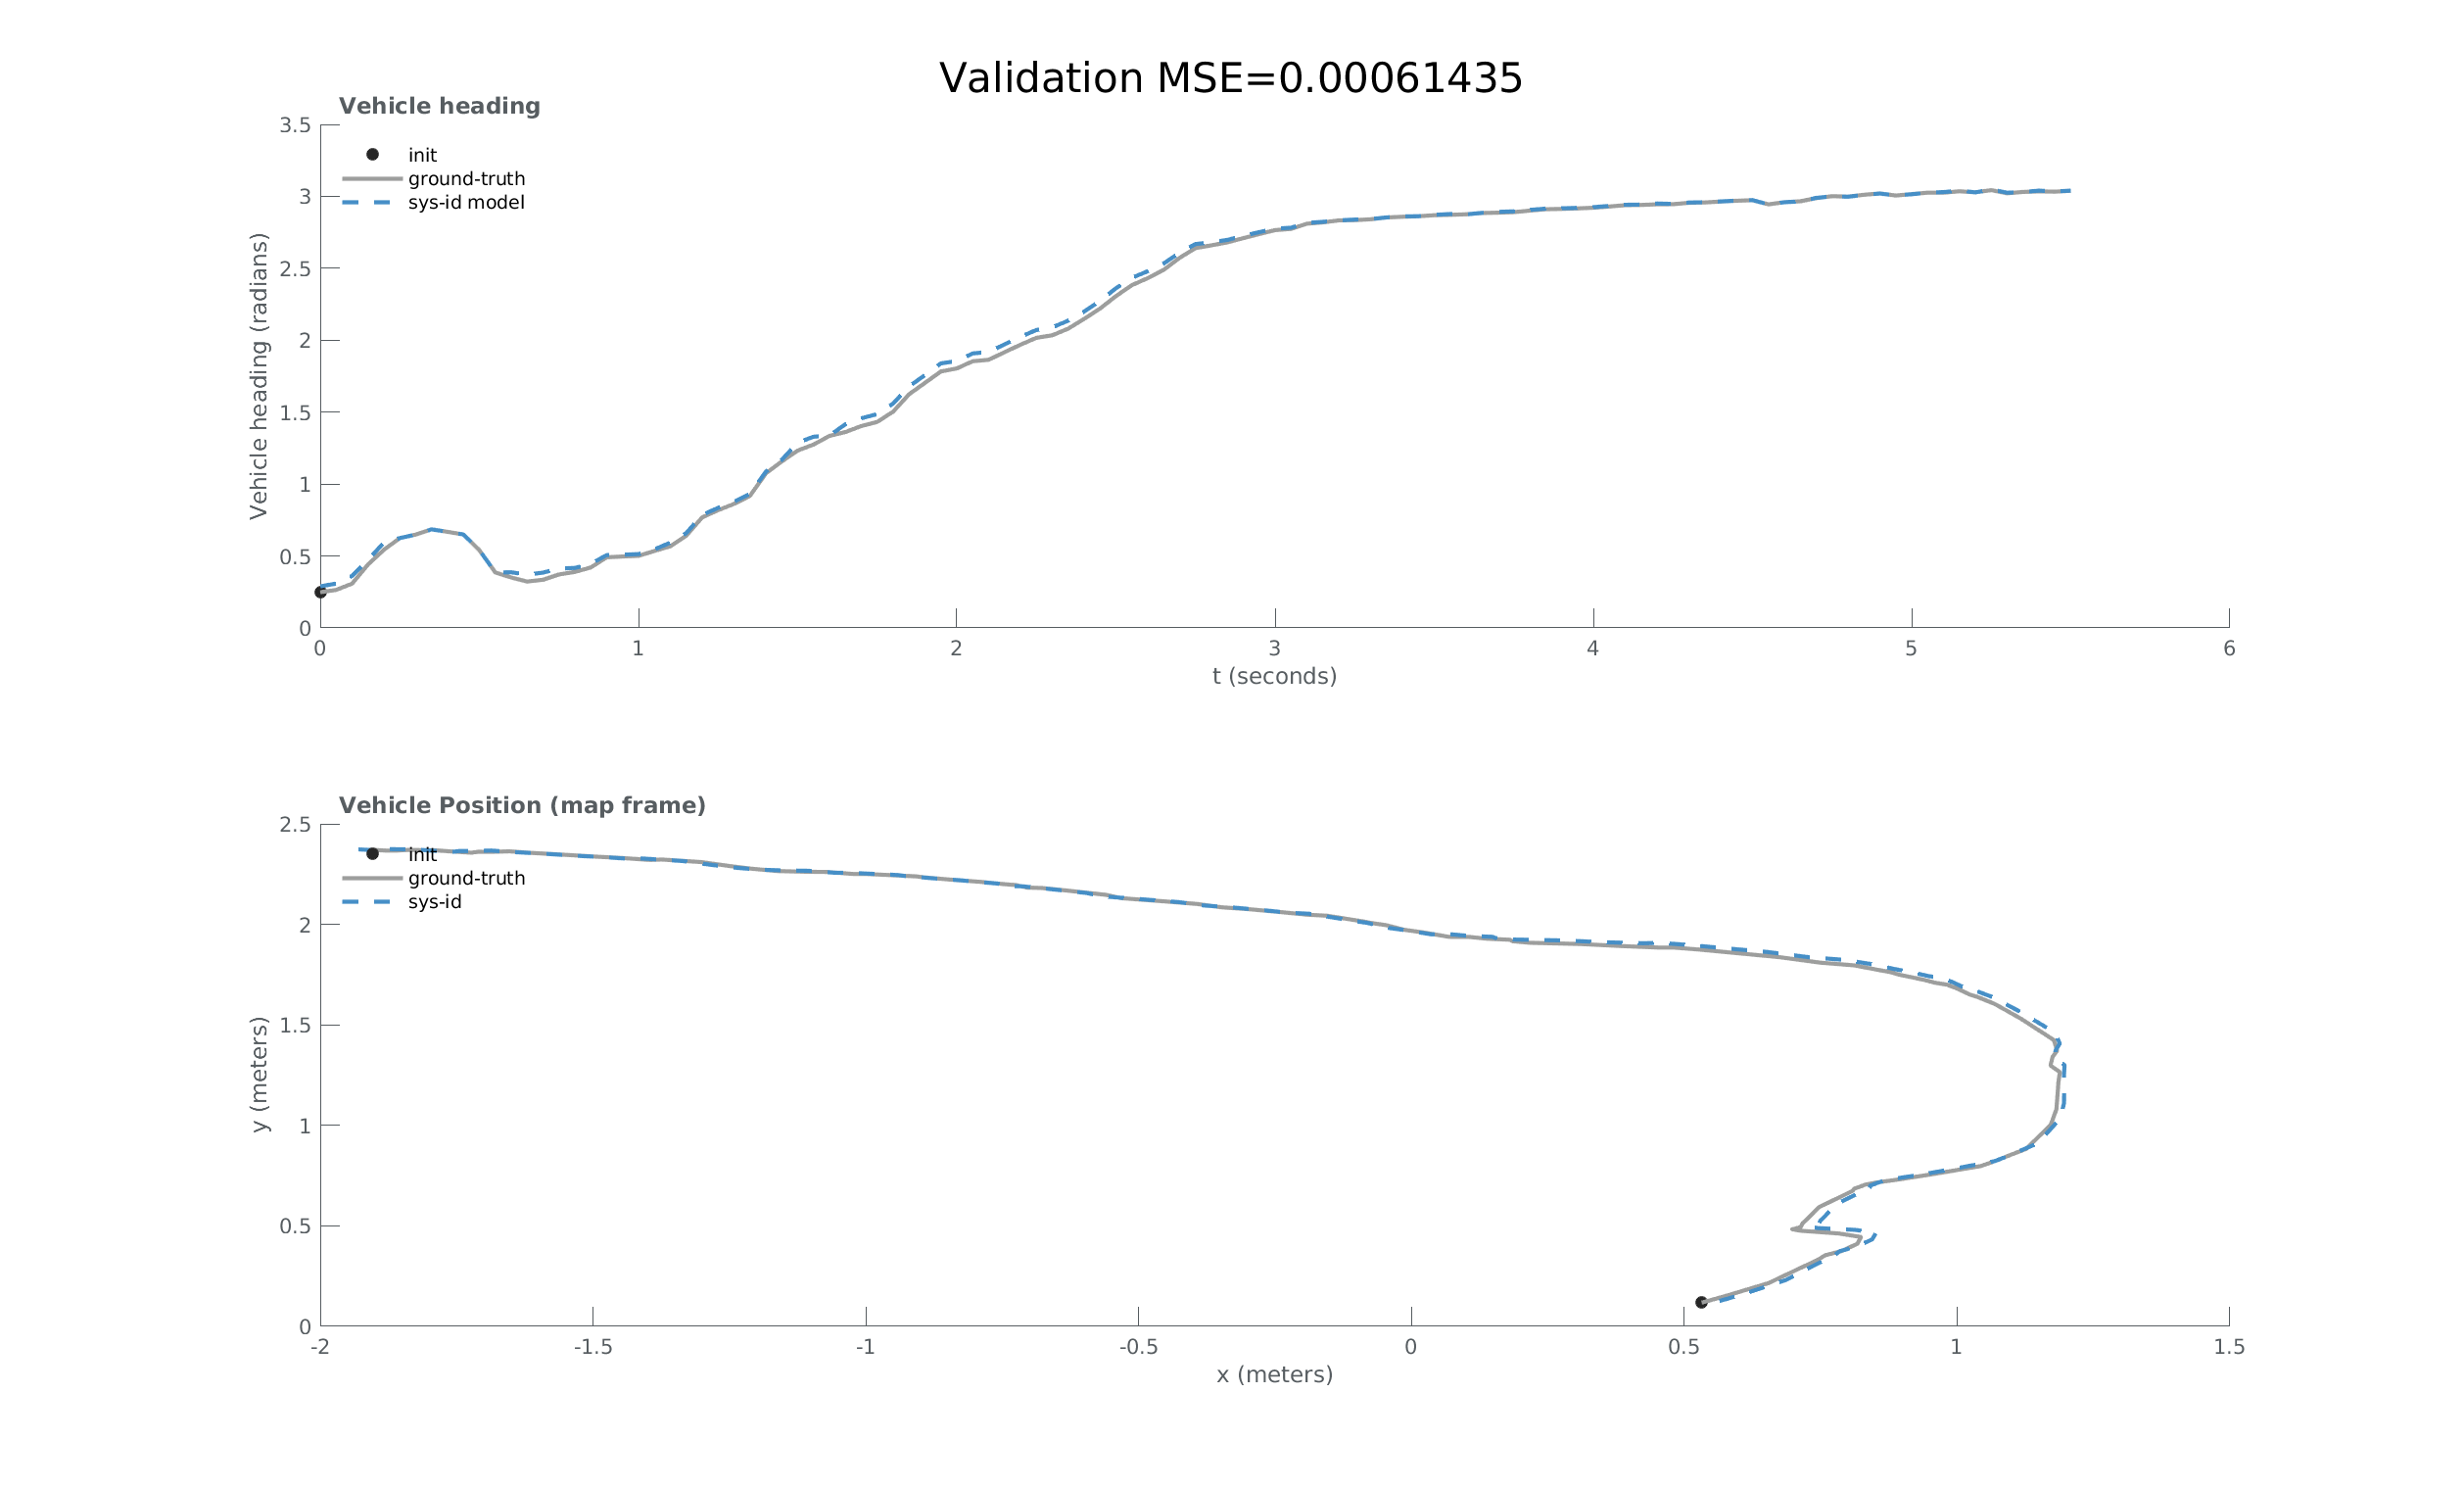 Validation MSE=0.00061435
Vehicle heading
3.5
init
ground-truth
3
sys-id model
2.5
2
1.5
1
0.5
0
Vehicle heading (radians)
0 1 2 3 4 5 6
t (seconds)
Vehicle Position (map frame)
2.5
init
ground-truth
sys-id
2
1.5
1
0.5
0
y (meters)
-2 -1.5 -1 -0.5 0 0.5 1 1.5
x (meters)